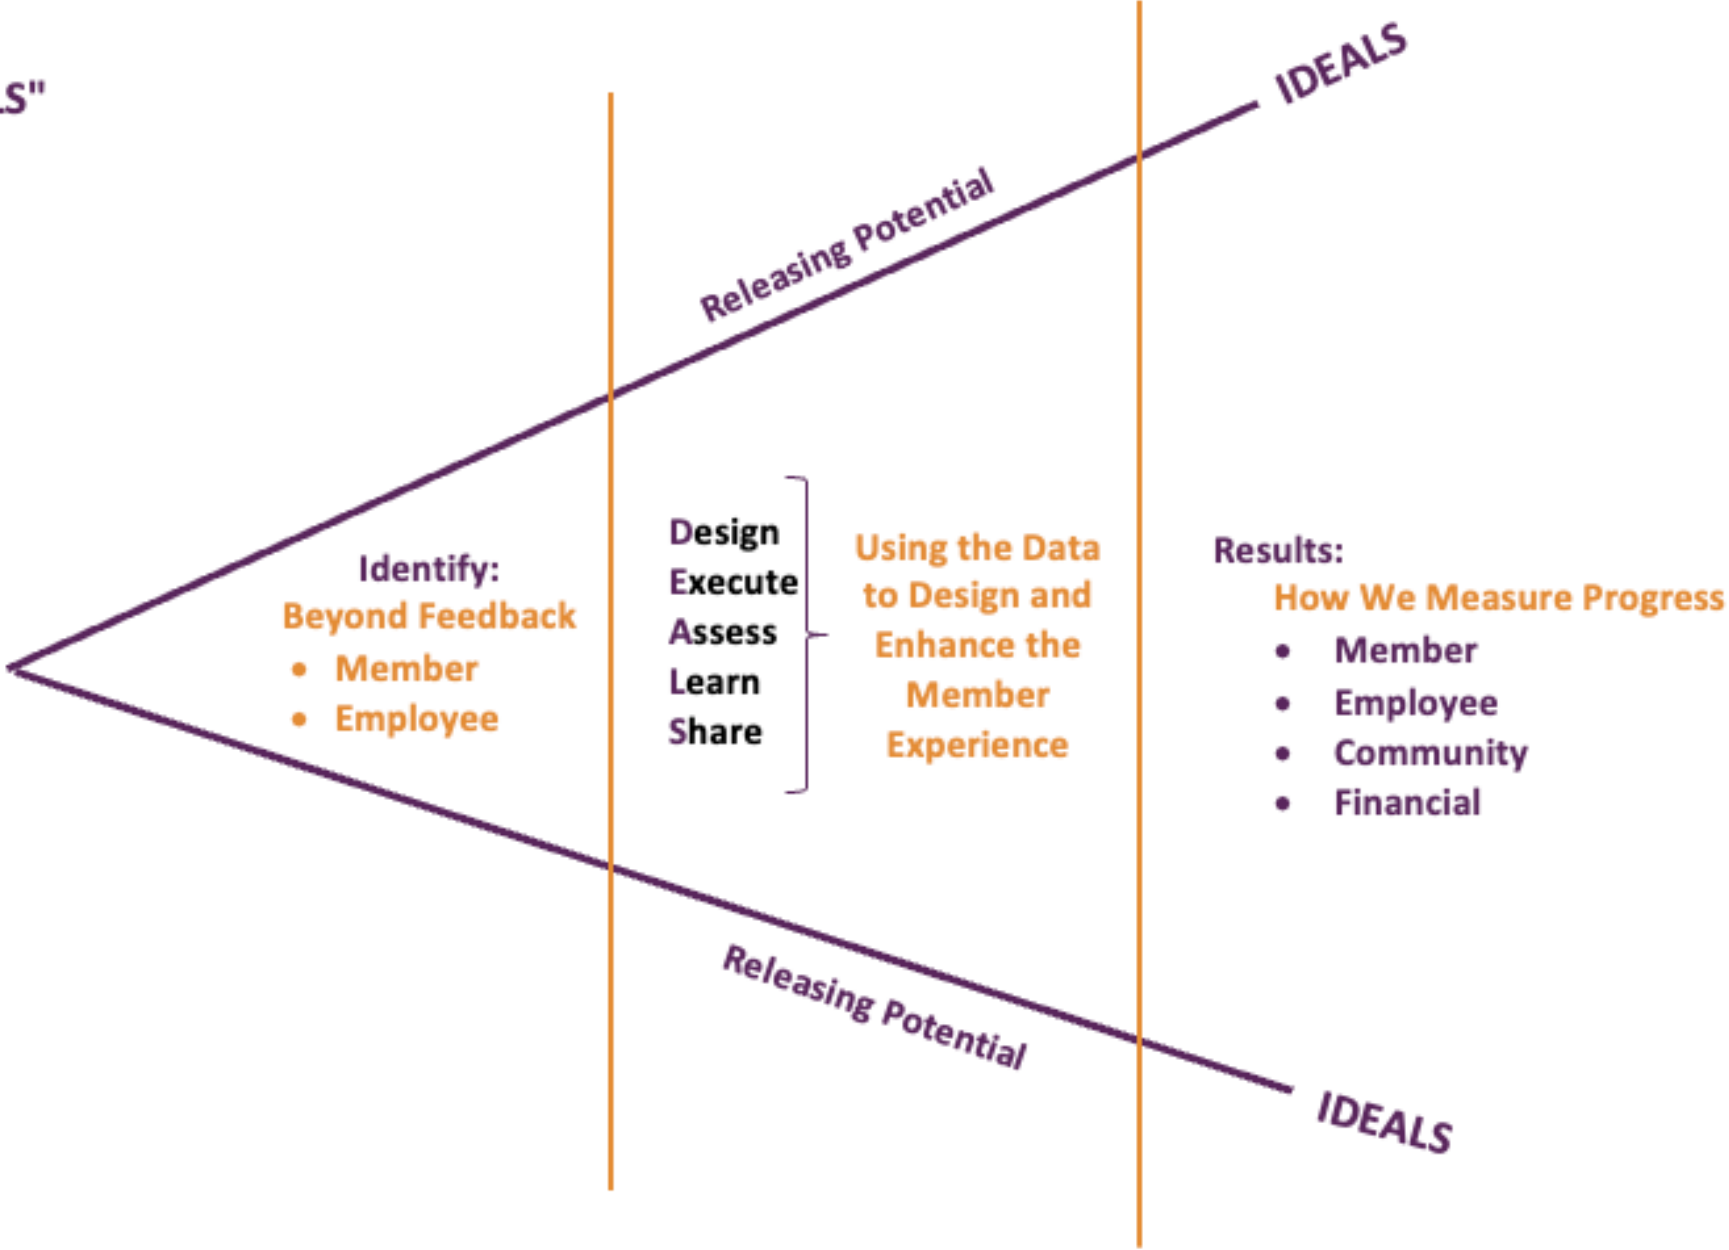 LS"
IDEALS
Releasing Potential
Identify:
Beyond Feedback
• Member
• Employee
Design
Execute
Assess
Learn
Share
Using the Data
to Design and
Enhance the
Member
Experience
Results:
How We Measure Progress
• Member
• Employee
• Community
• Financial
Releasing Potential
IDEALS